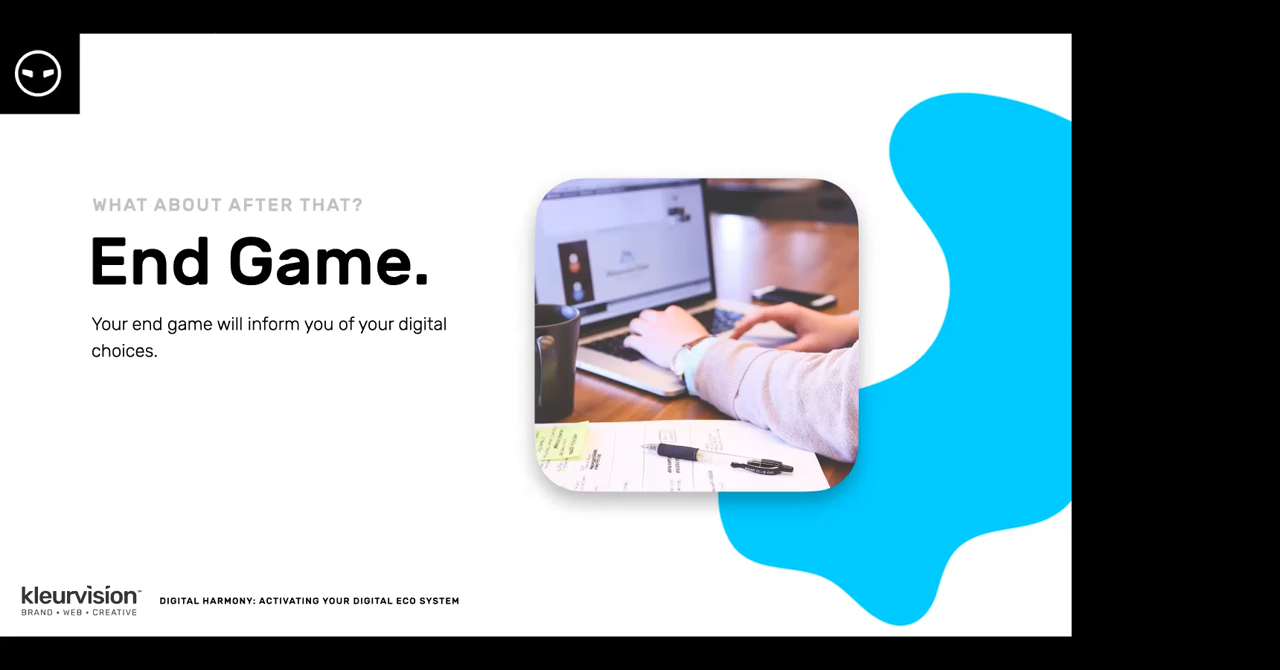 WHAT ABOUT AFTER THAT?
End Game.
Your end game will inform you of your digital
choices.
kleurvision
BRAND • WEB • CREATIVE
DIGITAL HARMONY: ACTIVATING YOUR DIGITAL ECO SYSTEM